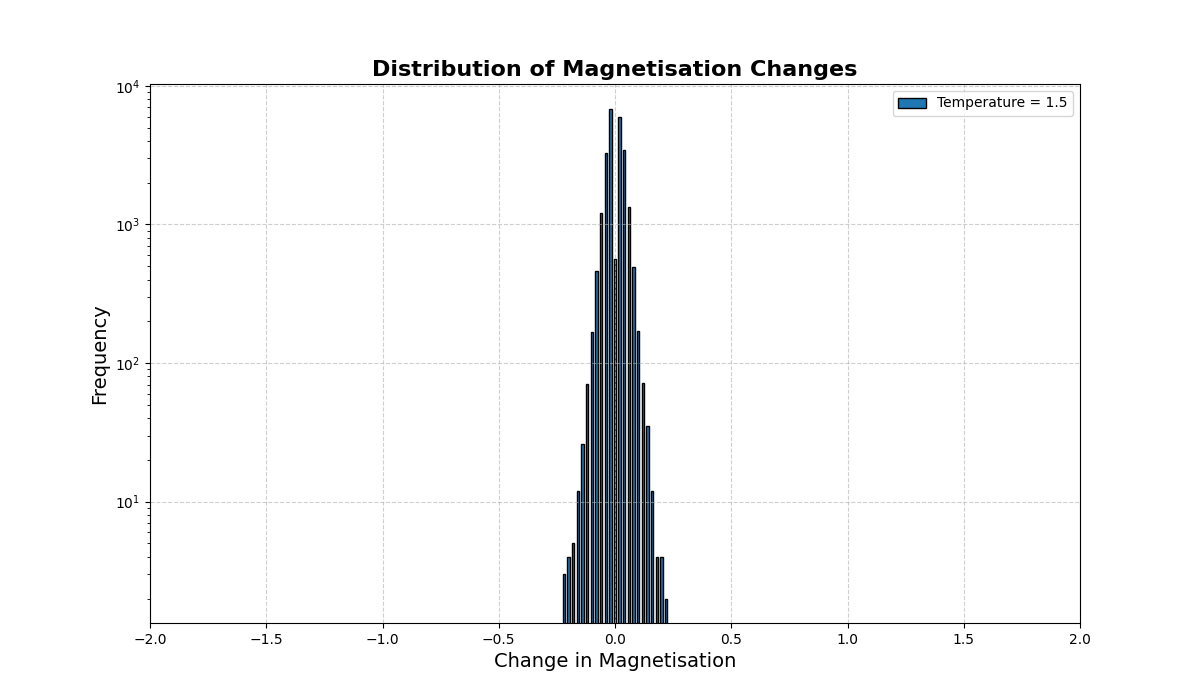 Distribution of Magnetisation Changes
Temperature = 1.5
10⁴
10³
10²
10¹
Frequency
−2.0 −1.5 −1.0 −0.5 0.0 0.5 1.0 1.5 2.0
Change in Magnetisation